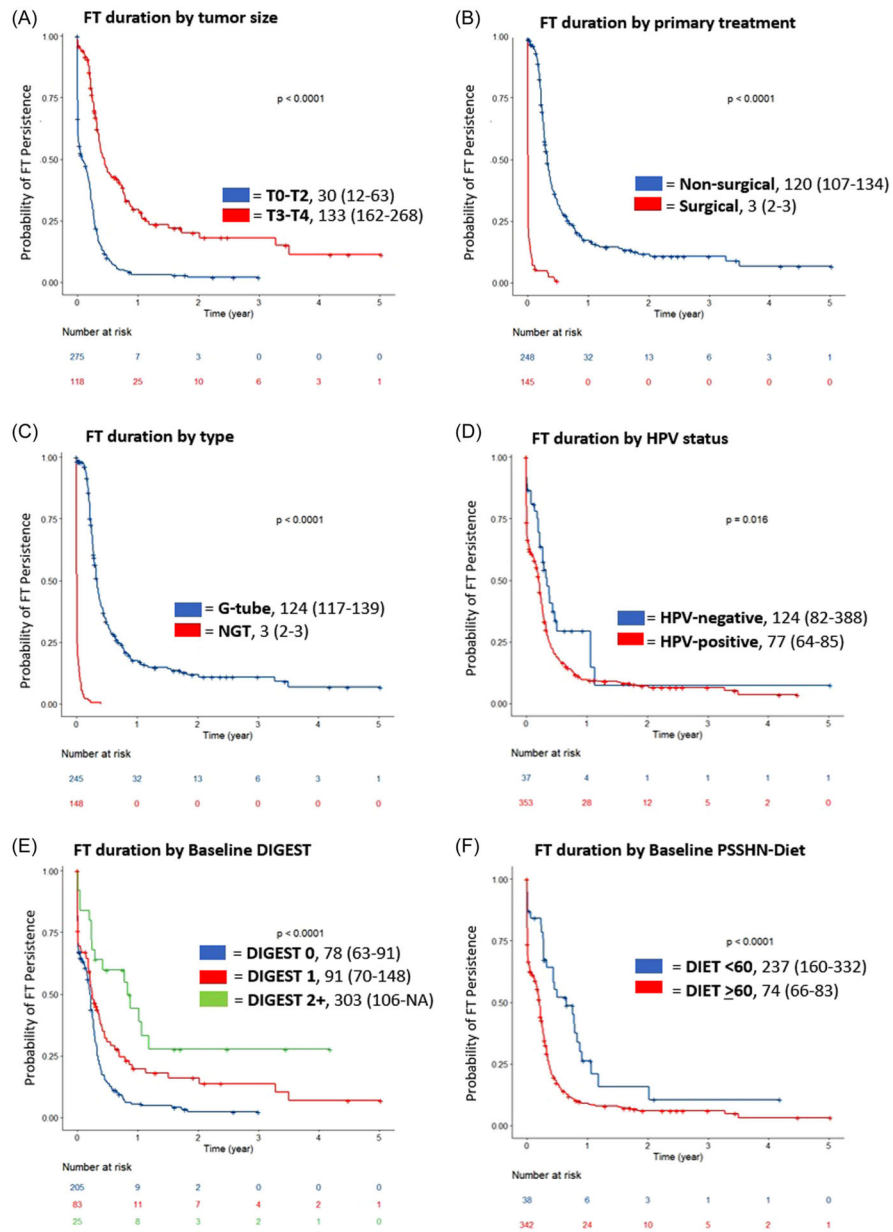 (A)
FT duration by tumor size
Probability of FT Persistence
1.00
0.75
0.50
0.25
0.00
p < 0.0001
= T0-T2, 30 (12-63)
= T3-T4, 133 (162-268)
0 1 2 3 4 5
Time (year)
Number at risk
275 7 3 0 0 0
118 25 10 6 3 1
(B)
FT duration by primary treatment
Probability of FT Persistence
1.00
0.75
0.50
0.25
0.00
p < 0.0001
= Non-surgical, 120 (107-134)
= Surgical, 3 (2-3)
0 1 2 3 4 5
Time (year)
Number at risk
248 32 13 6 3 1
145 0 0 0 0 0
(C)
FT duration by type
Probability of FT Persistence
1.00
0.75
0.50
0.25
0.00
p < 0.0001
= G-tube, 124 (117-139)
= NGT, 3 (2-3)
0 1 2 3 4 5
Time (year)
Number at risk
245 32 13 6 3 1
148 0 0 0 0 0
(D)
FT duration by HPV status
Probability of FT Persistence
1.00
0.75
0.50
0.25
0.00
p = 0.016
= HPV-negative, 124 (82-388)
= HPV-positive, 77 (64-85)
0 1 2 3 4 5
Time (year)
Number at risk
37 4 1 1 1 1
353 28 12 5 2 0
(E)
FT duration by Baseline DIGEST
Probability of FT Persistence
1.00
0.75
0.50
0.25
0.00
p < 0.0001
= DIGEST 0, 78 (63-91)
= DIGEST 1, 91 (70-148)
= DIGEST 2+, 303 (106-NA)
0 1 2 3 4 5
Time (year)
Number at risk
205 9 2 0 0 0
83 11 7 4 2 1
25 8 3 2 1 0
(F)
FT duration by Baseline PSSHN-Diet
Probability of FT Persistence
1.00
0.75
0.50
0.25
0.00
p < 0.0001
= DIET <60, 237 (160-332)
= DIET ≥60, 74 (66-83)
0 1 2 3 4 5
Time (year)
Number at risk
38 6 3 1 1 0
342 24 10 5 2 1